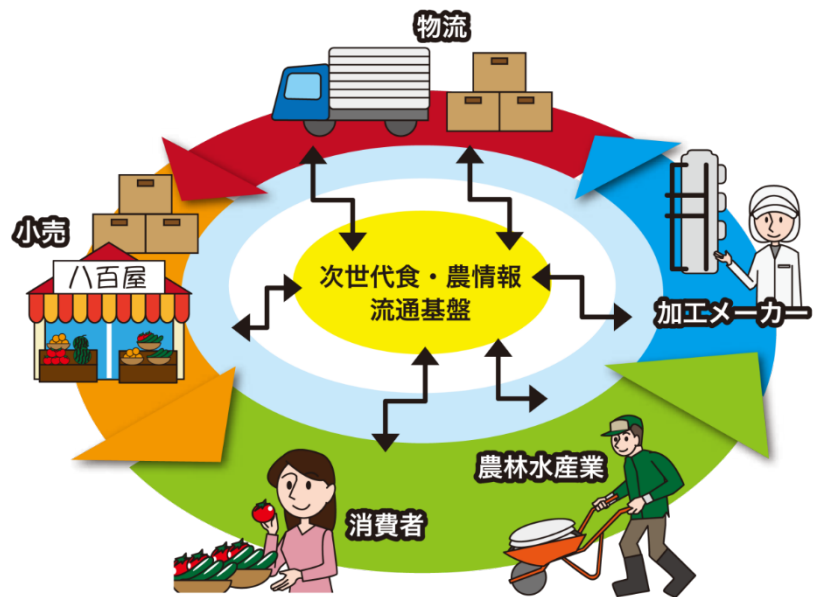 物流
小売
八百屋
次世代食・農情報
流通基盤
加工メーカー
農林水産業
消費者